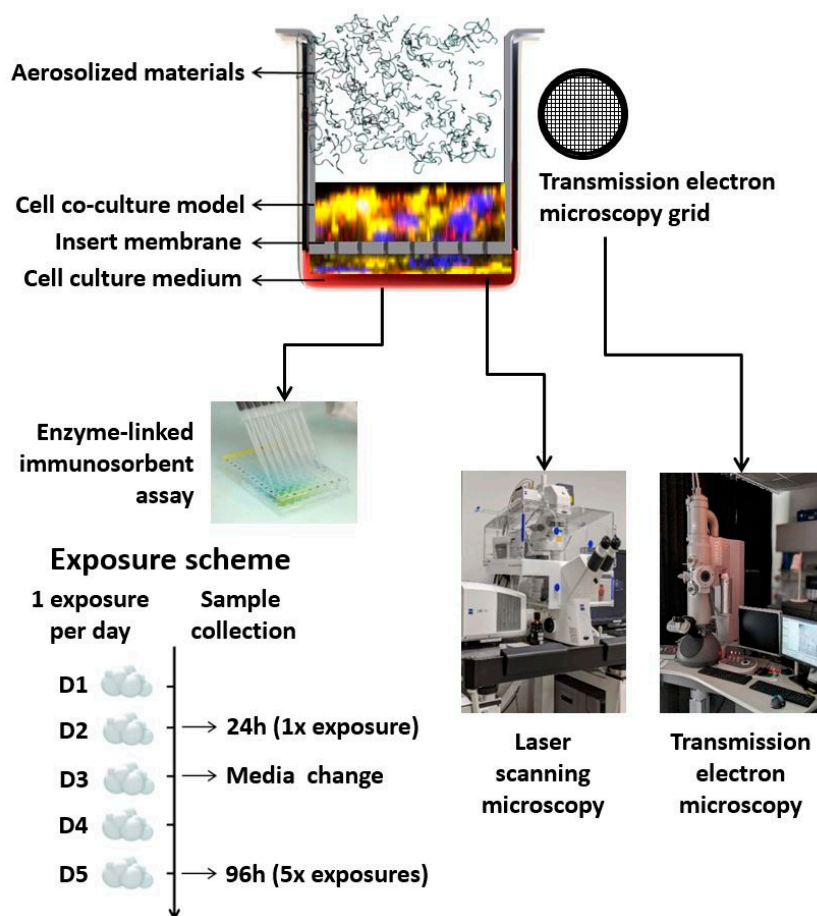 Aerosolized materials
Cell co-culture model
Insert membrane
Cell culture medium
Transmission electron
microscopy grid
Enzyme-linked
immunosorbent
assay
Exposure scheme
1 exposure
per day
Sample
collection
D1
D2
24h (1x exposure)
D3
Media change
D4
D5
96h (5x exposures)
Laser
scanning
microscopy
Transmission
electron
microscopy